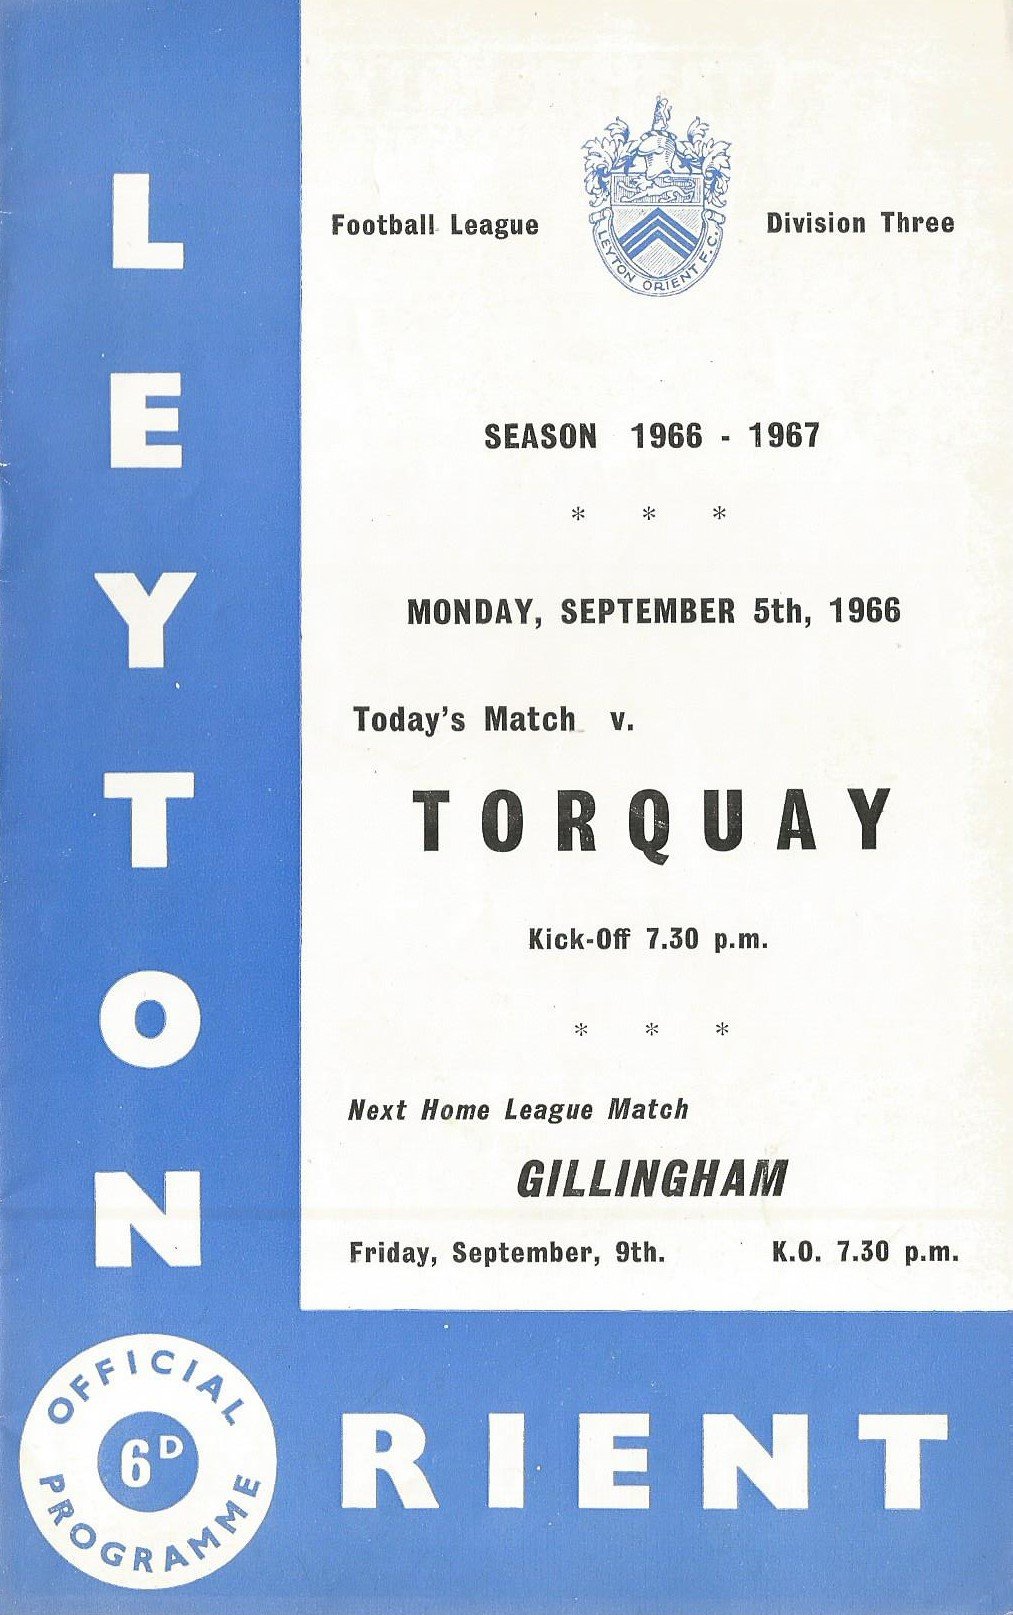 LEYTON
Football League
Division Three
LEYTON ORIENT F.C.
SEASON 1966 - 1967
* * *
MONDAY, SEPTEMBER 5th, 1966
Today's Match v.
TORQUAY
Kick-Off 7.30 p.m.
* * *
Next Home League Match
GILLINGHAM
Friday, September, 9th. K.O. 7.30 p.m.
OFFICIAL
6D
PROGRAMME
RIENT